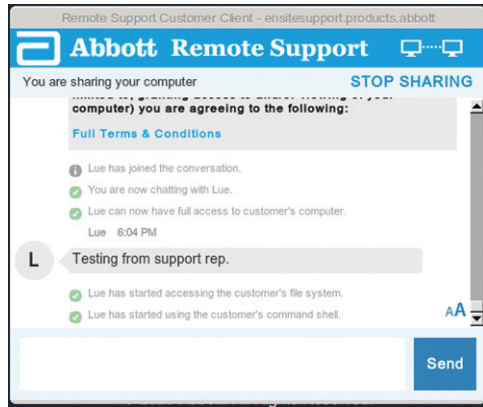 Remote Support Customer Client - ensitesupport.products.abbott
Abbott Remote Support
You are sharing your computer
STOP SHARING
computer) you are agreeing to the following:
Full Terms & Conditions
Lue has joined the conversation.
You are now chatting with Lue.
Lue can now have full access to customer's computer.
Lue 6:04 PM
L
Testing from support rep.
Lue has started accessing the customer's file system.
Lue has started using the customer's command shell.
AA
Send